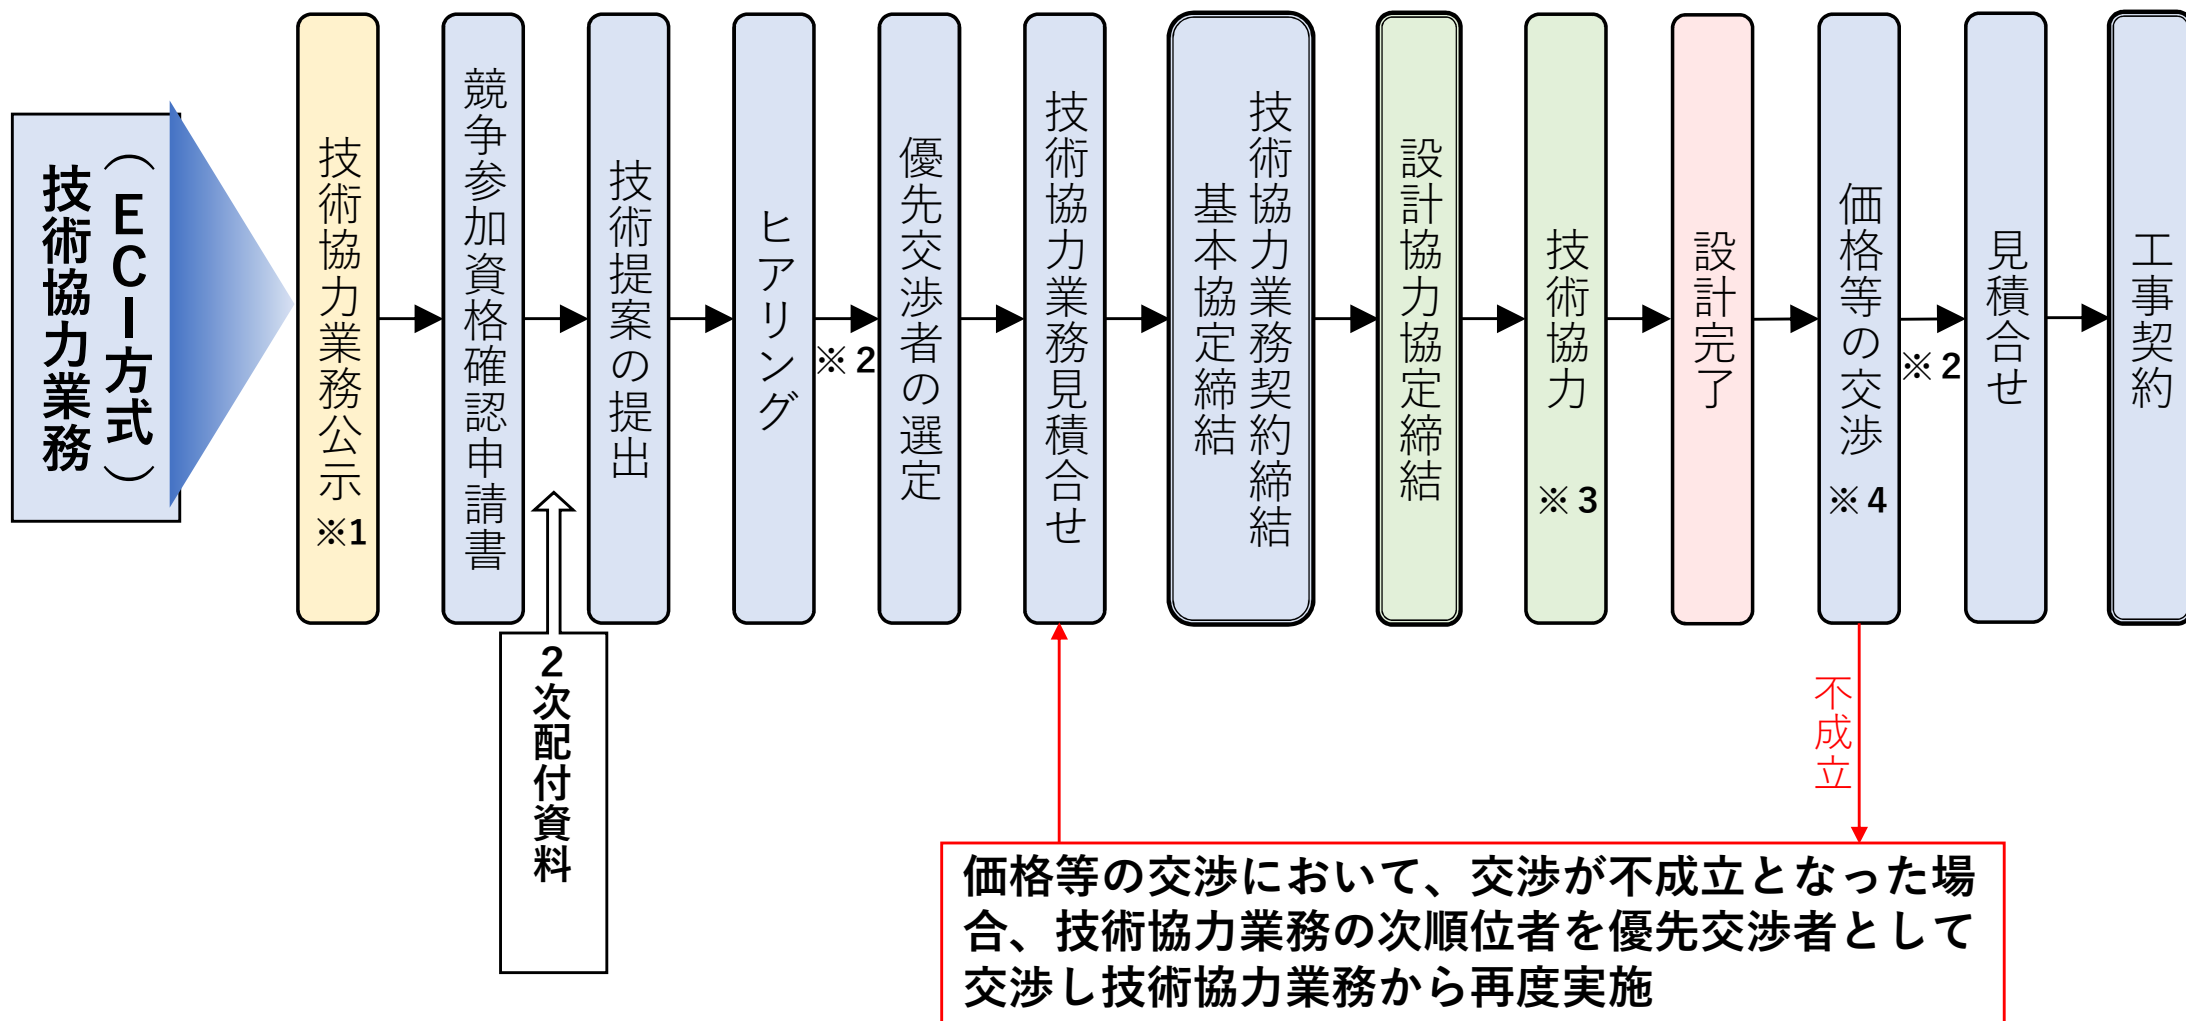 技術協力業務
（ＥＣＩ方式）
技術協力業務公示
※1
競争参加資格確認申請書
２次配付資料
技術提案の提出
ヒアリング
※２
優先交渉者の選定
技術協力業務見積合せ
技術協力業務契約締結
基本協定締結
設計協力協定締結
技術協力
※３
設計完了
価格等の交渉
※４
※２
見積合せ
工事契約
不成立
価格等の交渉において、交渉が不成立となった場
合、技術協力業務の次順位者を優先交渉者として
交渉し技術協力業務から再度実施